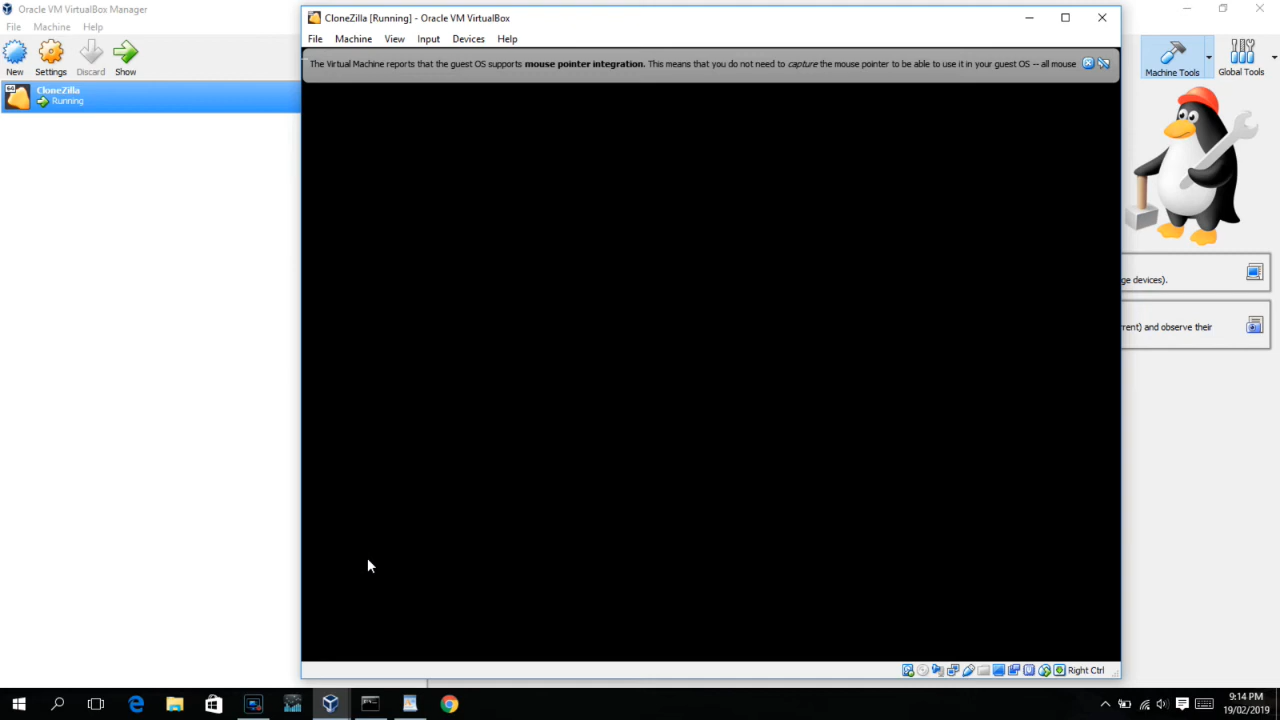 Oracle VM VirtualBox Manager
File Machine Help
New Settings Discard Show
CloneZilla
Running
CloneZilla [Running] - Oracle VM VirtualBox
File Machine View Input Devices Help
The Virtual Machine reports that the guest OS supports mouse pointer integration. This means that you do not need to capture the mouse pointer to be able to use it in your guest OS -- all mouse
Machine Tools Global Tools
ge devices).
rrent) and observe their
Right Ctrl
9:14 PM
19/02/2019